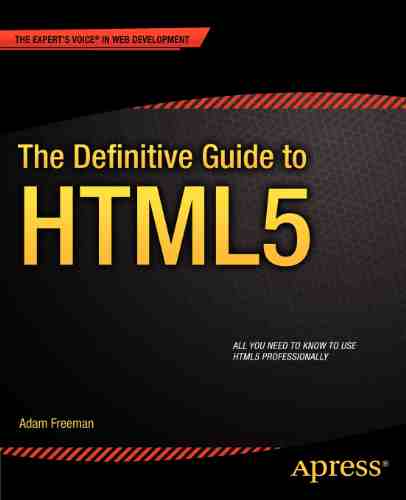 THE EXPERT'S VOICE® IN WEB DEVELOPMENT
The Definitive Guide to
HTML5
ALL YOU NEED TO KNOW TO USE
HTML5 PROFESSIONALLY
Adam Freeman
Apress®